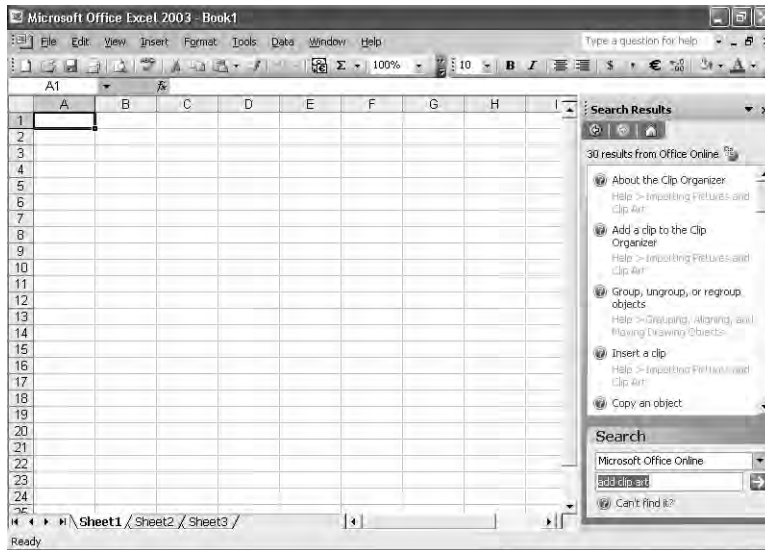 Microsoft Office Excel 2003 - Book1
File Edit View Insert Format Tools Data Window Help Type a question for help
Σ 100% 10 B I $ , € A
A1 fx
A B C D E F G H I
1
2
3
4
5
6
7
8
9
10
11
12
13
14
15
16
17
18
19
20
21
22
23
24
25
Search Results
30 results from Office Online
About the Clip Organizer
Help > Importing Pictures and
Clip Art
Add a clip to the Clip
Organizer
Help > Importing Pictures and
Clip Art
Group, ungroup, or regroup
objects
Help > Grouping, Aligning, and
Moving Drawing Objects
Insert a clip
Help > Importing Pictures and
Clip Art
Copy an object
Search
Microsoft Office Online
add clip art
Can't find it?
Sheet1 / Sheet2 / Sheet3 /
Ready